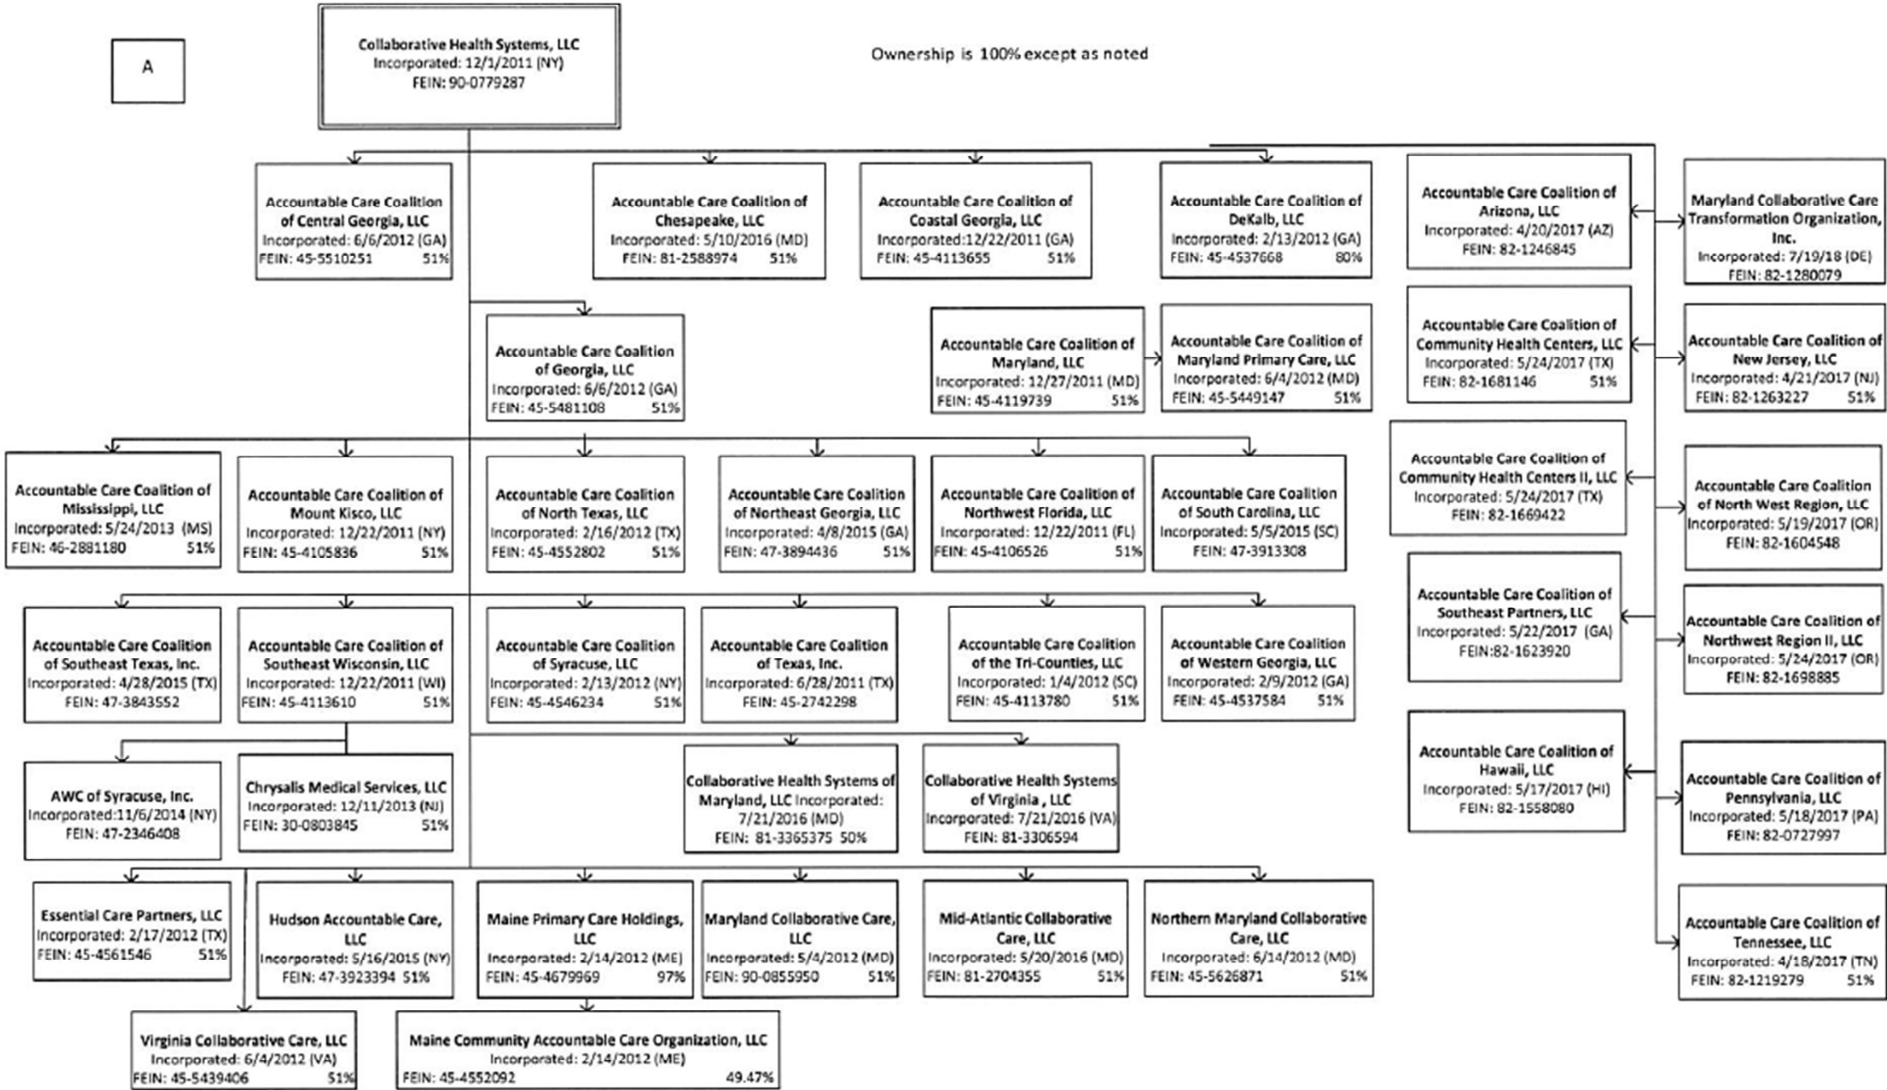 A
Collaborative Health Systems, LLC
Incorporated: 12/1/2011 (NY)
FEIN: 90-0779287
Ownership is 100% except as noted
Accountable Care Coalition
of Central Georgia, LLC
Incorporated: 6/6/2012 (GA)
FEIN: 45-5510251 51%
Accountable Care Coalition of
Chesapeake, LLC
Incorporated: 5/10/2016 (MD)
FEIN: 81-2588974 51%
Accountable Care Coalition of
Coastal Georgia, LLC
Incorporated:12/22/2011 (GA)
FEIN: 45-4113655 51%
Accountable Care Coalition of
DeKalb, LLC
Incorporated: 2/13/2012 (GA)
FEIN: 45-4537668 80%
Accountable Care Coalition of
Arizona, LLC
Incorporated: 4/20/2017 (AZ)
FEIN: 82-1246845
Maryland Collaborative Care
Transformation Organization,
Inc.
Incorporated: 7/19/18 (DE)
FEIN: 82-1280079
Accountable Care Coalition
of Georgia, LLC
Incorporated: 6/6/2012 (GA)
FEIN: 45-5481108 51%
Accountable Care Coalition of
Maryland, LLC
Incorporated: 12/27/2011 (MD)
FEIN: 45-4119739 51%
Accountable Care Coalition of
Maryland Primary Care, LLC
Incorporated: 6/4/2012 (MD)
FEIN: 45-5449147 51%
Accountable Care Coalition of
Community Health Centers, LLC
Incorporated: 5/24/2017 (TX)
FEIN: 82-1681146 51%
Accountable Care Coalition of
New Jersey, LLC
Incorporated: 4/21/2017 (NJ)
FEIN: 82-1263227 51%
Accountable Care Coalition of
Mississippi, LLC
Incorporated: 5/24/2013 (MS)
FEIN: 46-2881180 51%
Accountable Care Coalition of
Mount Kisco, LLC
Incorporated: 12/22/2011 (NY)
FEIN: 45-4105836 51%
Accountable Care Coalition
of North Texas, LLC
Incorporated: 2/16/2012 (TX)
FEIN: 45-4552802 51%
Accountable Care Coalition
of Northeast Georgia, LLC
Incorporated: 4/8/2015 (GA)
FEIN: 47-3894436 51%
Accountable Care Coalition of
Northwest Florida, LLC
Incorporated: 12/22/2011 (FL)
FEIN: 45-4106526 51%
Accountable Care Coalition
of South Carolina, LLC
Incorporated: 5/5/2015 (SC)
FEIN: 47-3913308
Accountable Care Coalition of
Community Health Centers II, LLC
Incorporated: 5/24/2017 (TX)
FEIN: 82-1669422
Accountable Care Coalition
of North West Region, LLC
Incorporated: 5/19/2017 (OR)
FEIN: 82-1604548
Accountable Care Coalition
of Southeast Texas, Inc.
Incorporated: 4/28/2015 (TX)
FEIN: 47-3843552
Accountable Care Coalition of
Southeast Wisconsin, LLC
Incorporated: 12/22/2011 (WI)
FEIN: 45-4113610 51%
Accountable Care Coalition
of Syracuse, LLC
Incorporated: 2/13/2012 (NY)
FEIN: 45-4546234 51%
Accountable Care Coalition
of Texas, Inc.
Incorporated: 6/28/2011 (TX)
FEIN: 45-2742298
Accountable Care Coalition
of the Tri-Counties, LLC
Incorporated: 1/4/2012 (SC)
FEIN: 45-4113780 51%
Accountable Care Coalition
of Western Georgia, LLC
Incorporated: 2/9/2012 (GA)
FEIN: 45-4537584 51%
Accountable Care Coalition of
Southeast Partners, LLC
Incorporated: 5/22/2017 (GA)
FEIN:82-1623920
Accountable Care Coalition of
Northwest Region II, LLC
Incorporated: 5/24/2017 (OR)
FEIN: 82-1698885
AWC of Syracuse, Inc.
Incorporated:11/6/2014 (NY)
FEIN: 47-2346408
Chrysalis Medical Services, LLC
Incorporated: 12/11/2013 (NJ)
FEIN: 30-0803845 51%
Collaborative Health Systems of
Maryland, LLC Incorporated:
7/21/2016 (MD)
FEIN: 81-3365375 50%
Collaborative Health Systems
of Virginia , LLC
Incorporated: 7/21/2016 (VA)
FEIN: 81-3306594
Accountable Care Coalition of
Hawaii, LLC
Incorporated: 5/17/2017 (HI)
FEIN: 82-1558080
Accountable Care Coalition of
Pennsylvania, LLC
Incorporated: 5/18/2017 (PA)
FEIN: 82-0727997
Essential Care Partners, LLC
Incorporated: 2/17/2012 (TX)
FEIN: 45-4561546 51%
Hudson Accountable Care,
LLC
Incorporated: 5/16/2015 (NY)
FEIN: 47-3923394 51%
Maine Primary Care Holdings,
LLC
Incorporated: 2/14/2012 (ME)
FEIN: 45-4679969 97%
Maryland Collaborative Care,
LLC
Incorporated: 5/4/2012 (MD)
FEIN: 90-0855950 51%
Mid-Atlantic Collaborative
Care, LLC
Incorporated: 5/20/2016 (MD)
FEIN: 81-2704355 51%
Northern Maryland Collaborative
Care, LLC
Incorporated: 6/14/2012 (MD)
FEIN: 45-5626871 51%
Accountable Care Coalition of
Tennessee, LLC
Incorporated: 4/18/2017 (TN)
FEIN: 82-1219279 51%
Virginia Collaborative Care, LLC
Incorporated: 6/4/2012 (VA)
FEIN: 45-5439406 51%
Maine Community Accountable Care Organization, LLC
Incorporated: 2/14/2012 (ME)
FEIN: 45-4552092 49.47%